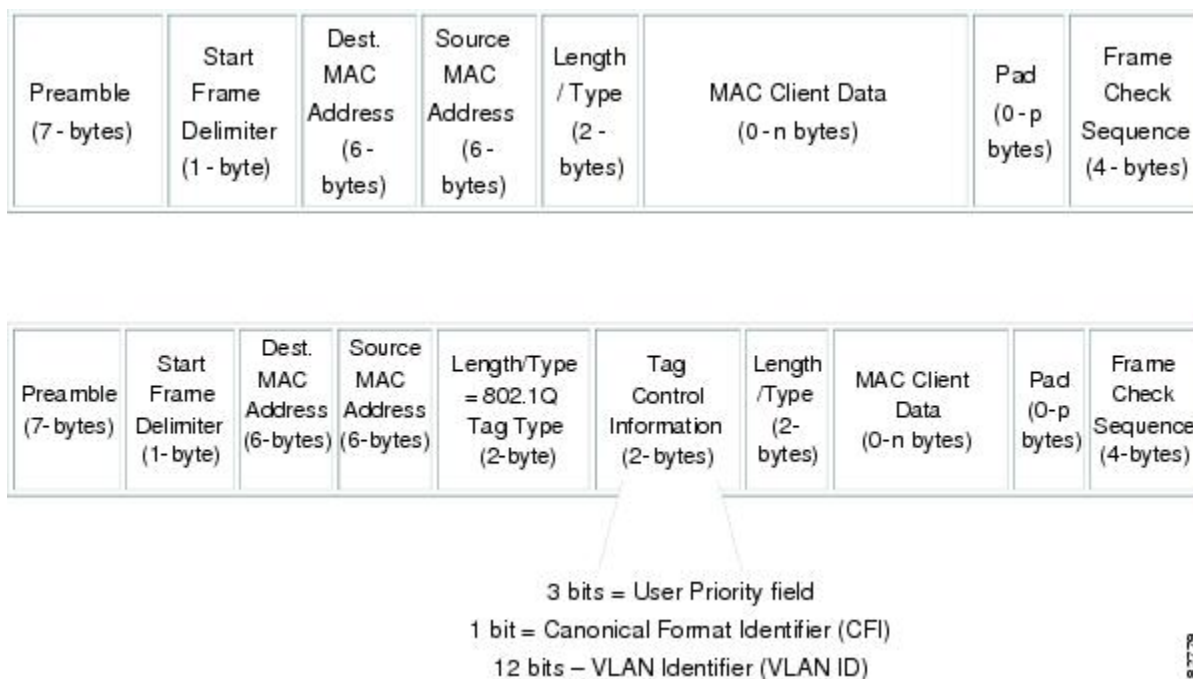 Preamble
(7 - bytes)
Start
Frame
Delimiter
(1 - byte)
Dest.
MAC
Address
(6 -
bytes)
Source
MAC
Address
(6 -
bytes)
Length
/ Type
(2 -
bytes)
MAC Client Data
(0 - n bytes)
Pad
(0 - p
bytes)
Frame
Check
Sequence
(4 - bytes)
Preamble
(7- bytes)
Start
Frame
Delimiter
(1- byte)
Dest.
MAC
Address
(6-bytes)
Source
MAC
Address
(6-bytes)
Length/Type
= 802.1Q
Tag Type
(2-byte)
Tag
Control
Information
(2- bytes)
Length
/Type
(2-
bytes)
MAC Client
Data
(0-n bytes)
Pad
(0-p
bytes)
Frame
Check
Sequence
(4-bytes)
3 bits = User Priority field
1 bit = Canonical Format Identifier (CFI)
12 bits – VLAN Identifier (VLAN ID)